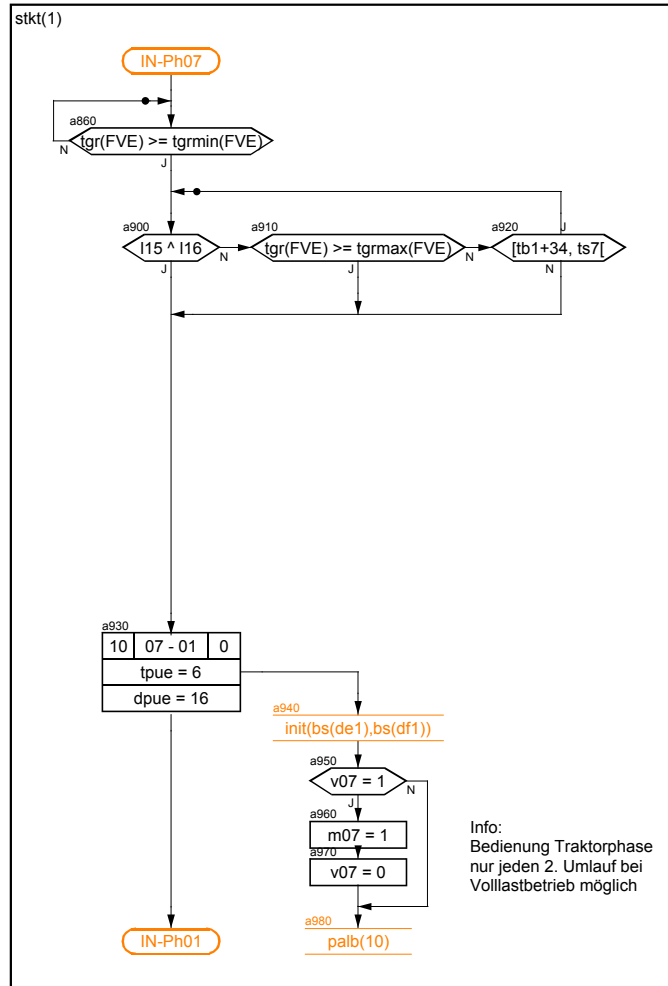 stkt(1)
IN-Ph07
a860
tgr(FVE) >= tgrmin(FVE)
N
J
a900
l15 ^ l16
N
J
a910
tgr(FVE) >= tgrmax(FVE)
N
J
a920
[tb1+34, ts7[
J
N
a930
10 07 - 01 0
tpue = 6
dpue = 16
a940
init(bs(de1),bs(df1))
a950
v07 = 1
N
J
a960
m07 = 1
a970
v07 = 0
Info:
Bedienung Traktorphase
nur jeden 2. Umlauf bei
Volllastbetrieb möglich
a980
palb(10)
IN-Ph01